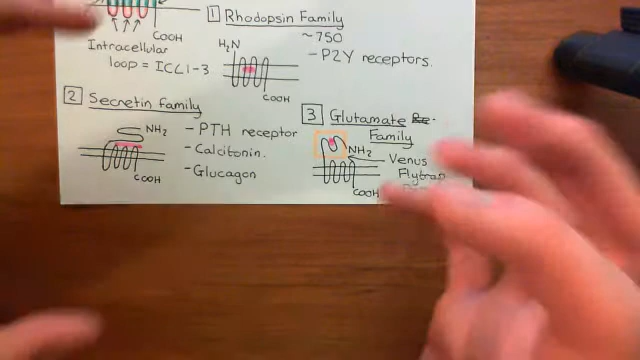 COOH
Intracellular
loop = ICL1-3
1 Rhodopsin Family
~750
- P2Y receptors.
H₂N
COOH
2 Secretin family
NH2
COOH
- PTH receptor
- Calcitonin.
- Glucagon
3 Glutamate
Family
NH2
COOH
Venus
Flytrap